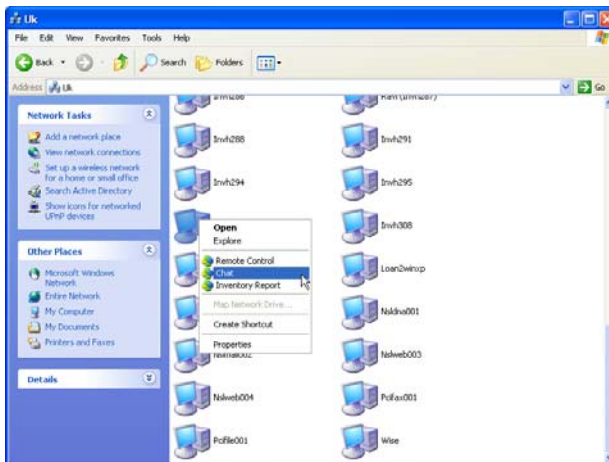 Uk
File Edit View Favorites Tools Help
Back Search Folders
Address Uk Go
Network Tasks
Add a network place
View network connections
Set up a wireless network
for a home or small office
Search Active Directory
Show icons for networked
UPnP devices
Other Places
Microsoft Windows
Network
Entire Network
My Computer
My Documents
Printers and Faxes
Details
Invh288
Invh291
Invh294
Invh295
Invh308
Loan2winxp
Nsldna001
Nslweb003
Nslweb004
Pcifax001
Pcifile001
Wise
Open
Explore
Remote Control
Chat
Inventory Report
Map Network Drive...
Create Shortcut
Properties